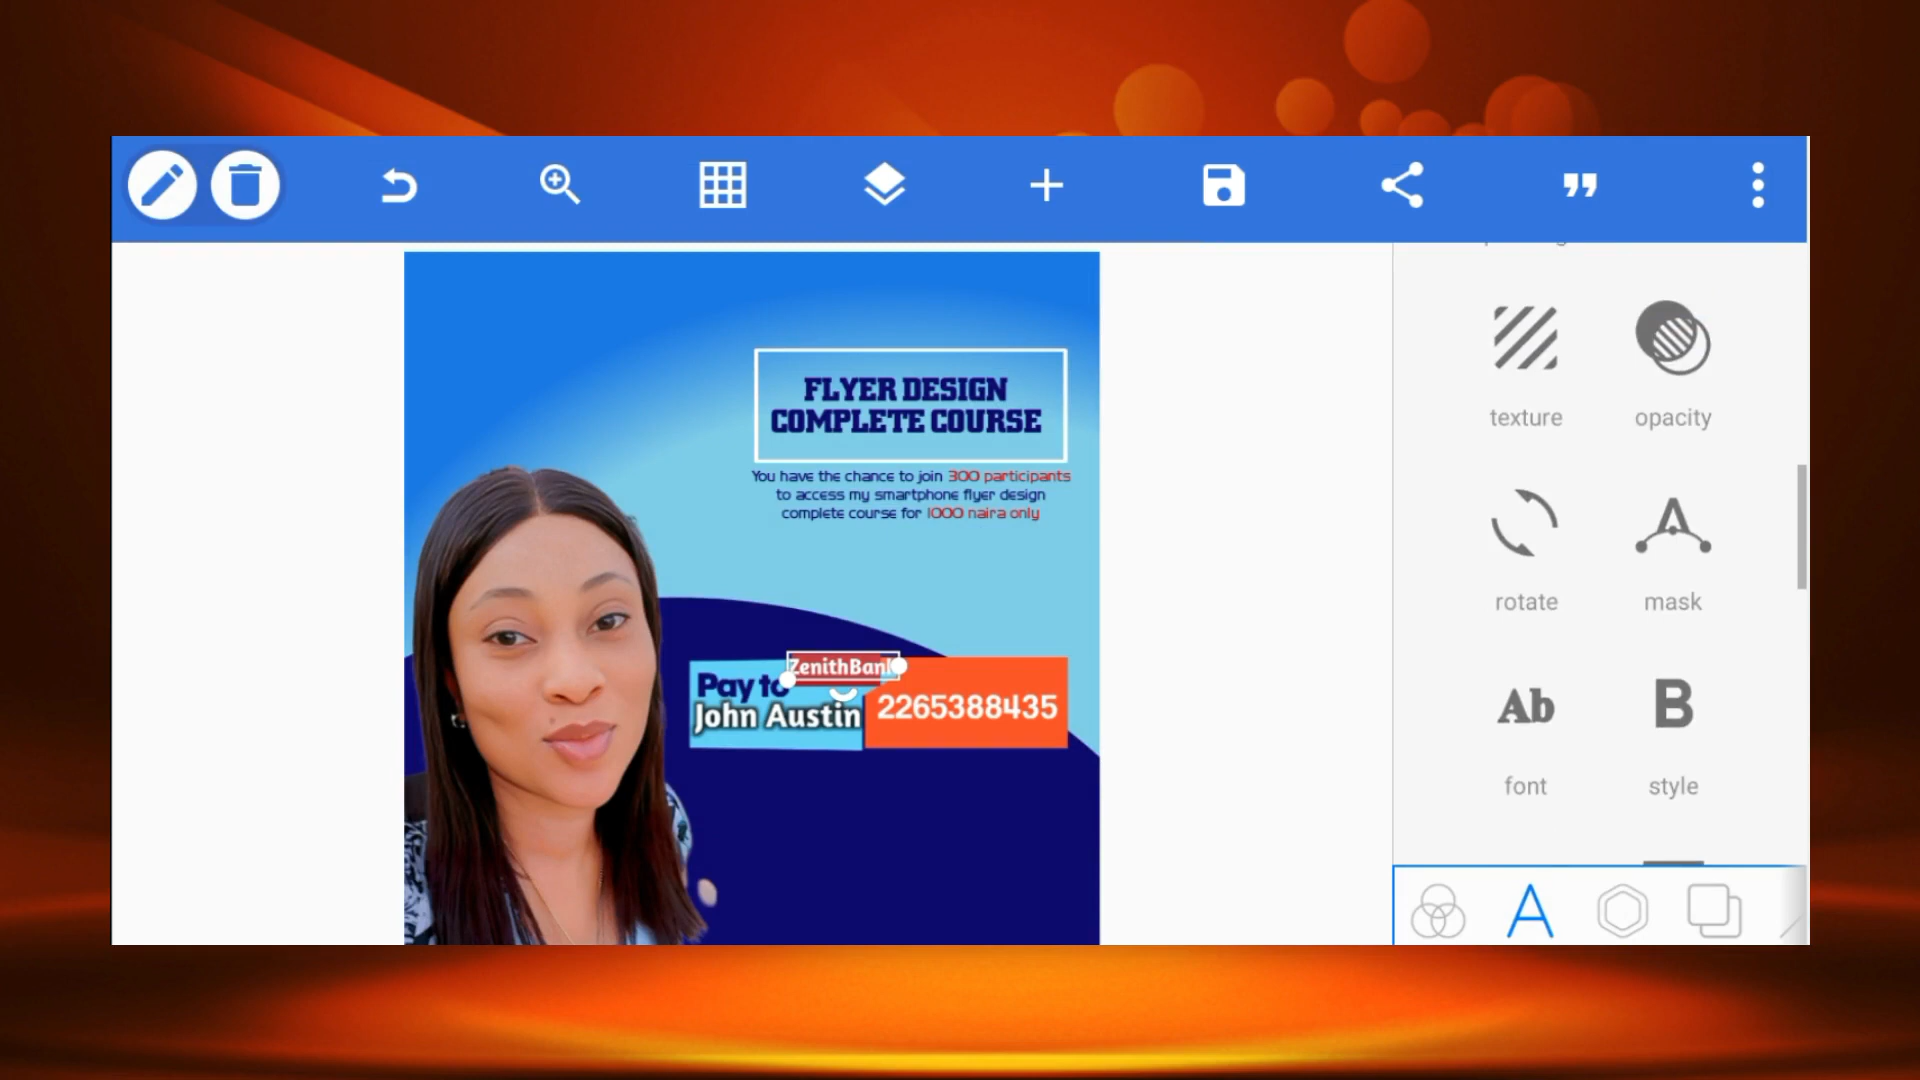 FLYER DESIGN
COMPLETE COURSE
You have the chance to join 300 participants
to access my smartphone flyer design
complete course for 1000 naira only
ZenithBank
Pay to
John Austin
2265388435
texture
opacity
rotate
mask
Ab
B
font
style
A